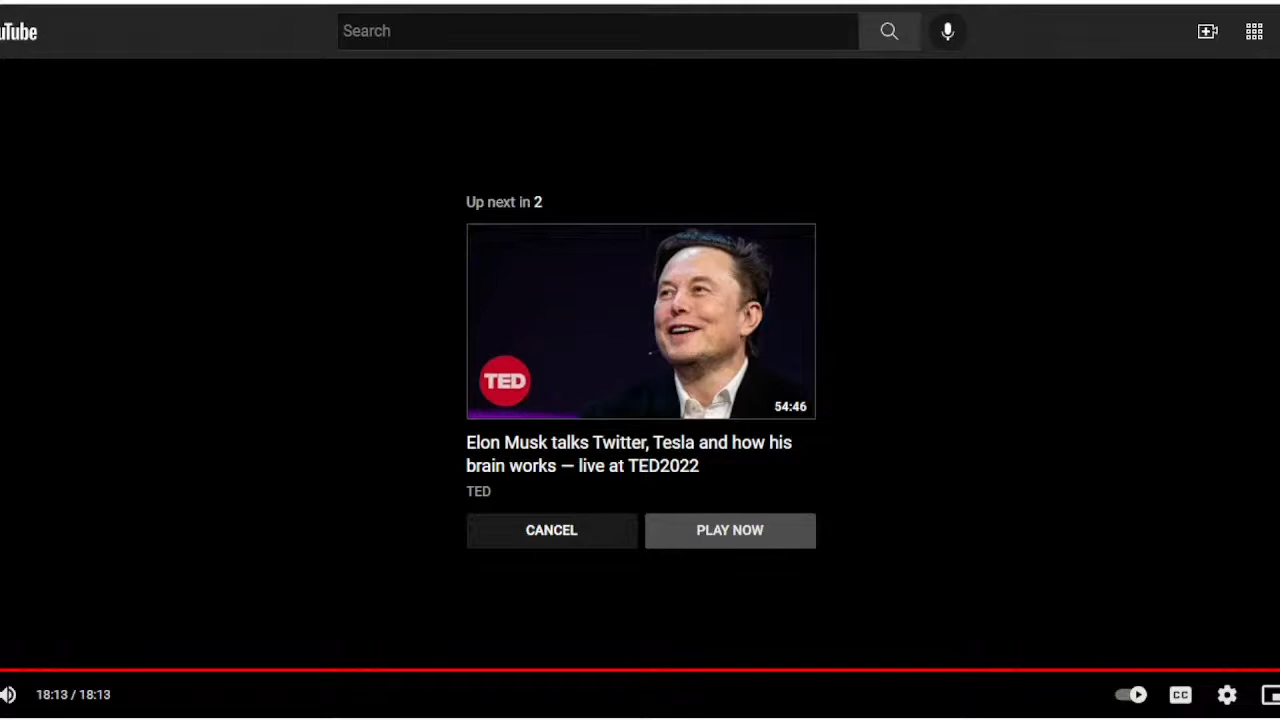 uTube
Search
Up next in 2
TED
54:46
Elon Musk talks Twitter, Tesla and how his
brain works — live at TED2022
TED
CANCEL
PLAY NOW
18:13 / 18:13
CC